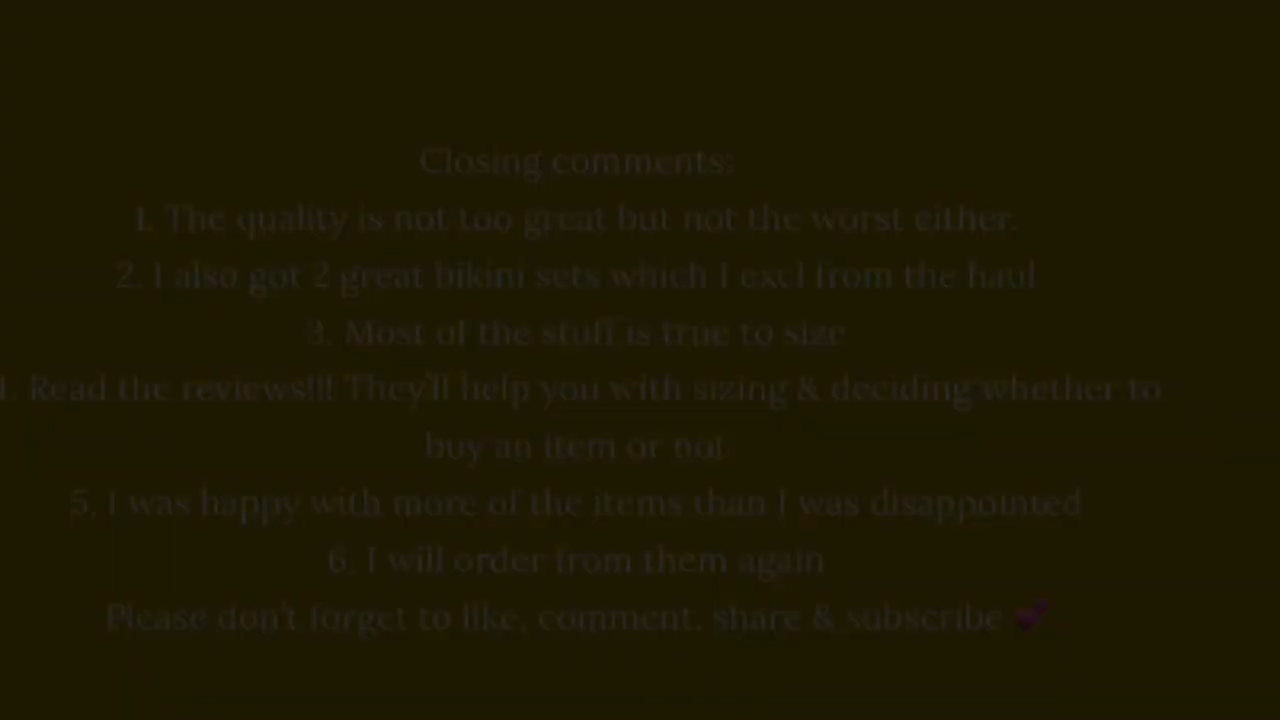 Closing comments:
1. The quality is not too great but not the worst either.
2. I also got 2 great bikini sets which I excl from the haul
3. Most of the stuff is true to size
4. Read the reviews!!! They'll help you with sizing & deciding whether to
buy an item or not
5. I was happy with more of the items than I was disappointed
6. I will order from them again
Please don't forget to like, comment, share & subscribe 💕